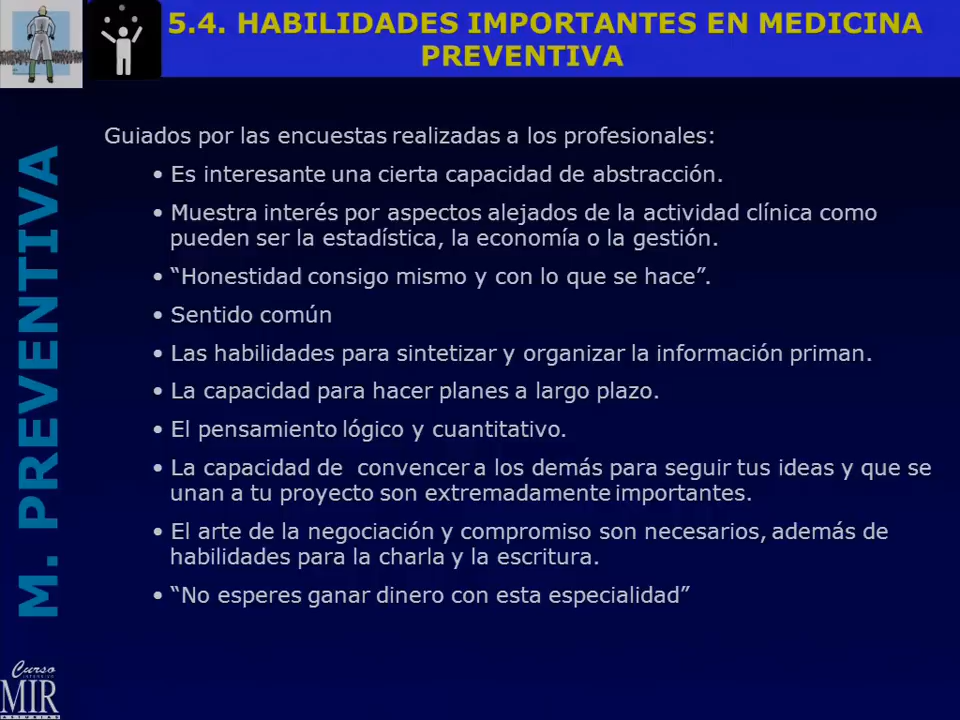 5.4. HABILIDADES IMPORTANTES EN MEDICINA
PREVENTIVA
M. PREVENTIVA
Guiados por las encuestas realizadas a los profesionales:
• Es interesante una cierta capacidad de abstracción.
• Muestra interés por aspectos alejados de la actividad clínica como
pueden ser la estadística, la economía o la gestión.
• “Honestidad consigo mismo y con lo que se hace”.
• Sentido común
• Las habilidades para sintetizar y organizar la información priman.
• La capacidad para hacer planes a largo plazo.
• El pensamiento lógico y cuantitativo.
• La capacidad de  convencer a los demás para seguir tus ideas y que se
unan a tu proyecto son extremadamente importantes.
• El arte de la negociación y compromiso son necesarios, además de
habilidades para la charla y la escritura.
• “No esperes ganar dinero con esta especialidad”
Curso
INTENSIVO
MIR
ASTURIAS